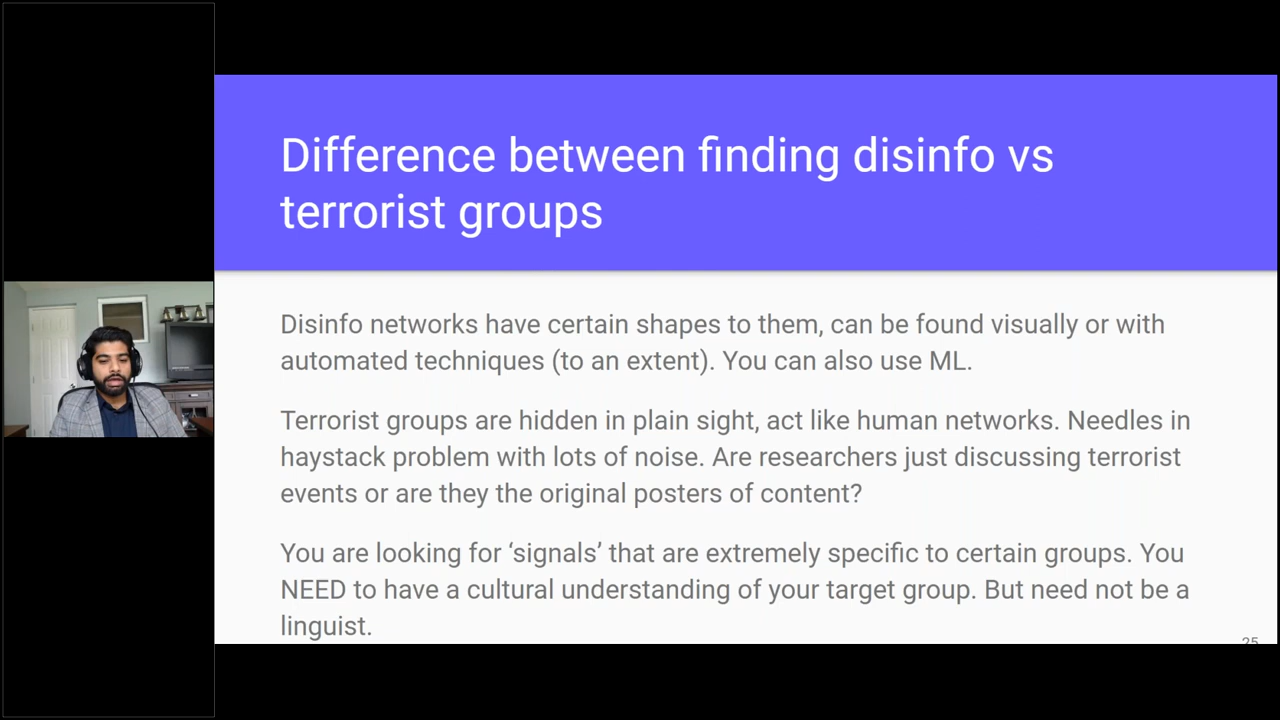 Difference between finding disinfo vs
terrorist groups
Disinfo networks have certain shapes to them, can be found visually or with
automated techniques (to an extent). You can also use ML.
Terrorist groups are hidden in plain sight, act like human networks. Needles in
haystack problem with lots of noise. Are researchers just discussing terrorist
events or are they the original posters of content?
You are looking for ‘signals’ that are extremely specific to certain groups. You
NEED to have a cultural understanding of your target group. But need not be a
linguist.
25